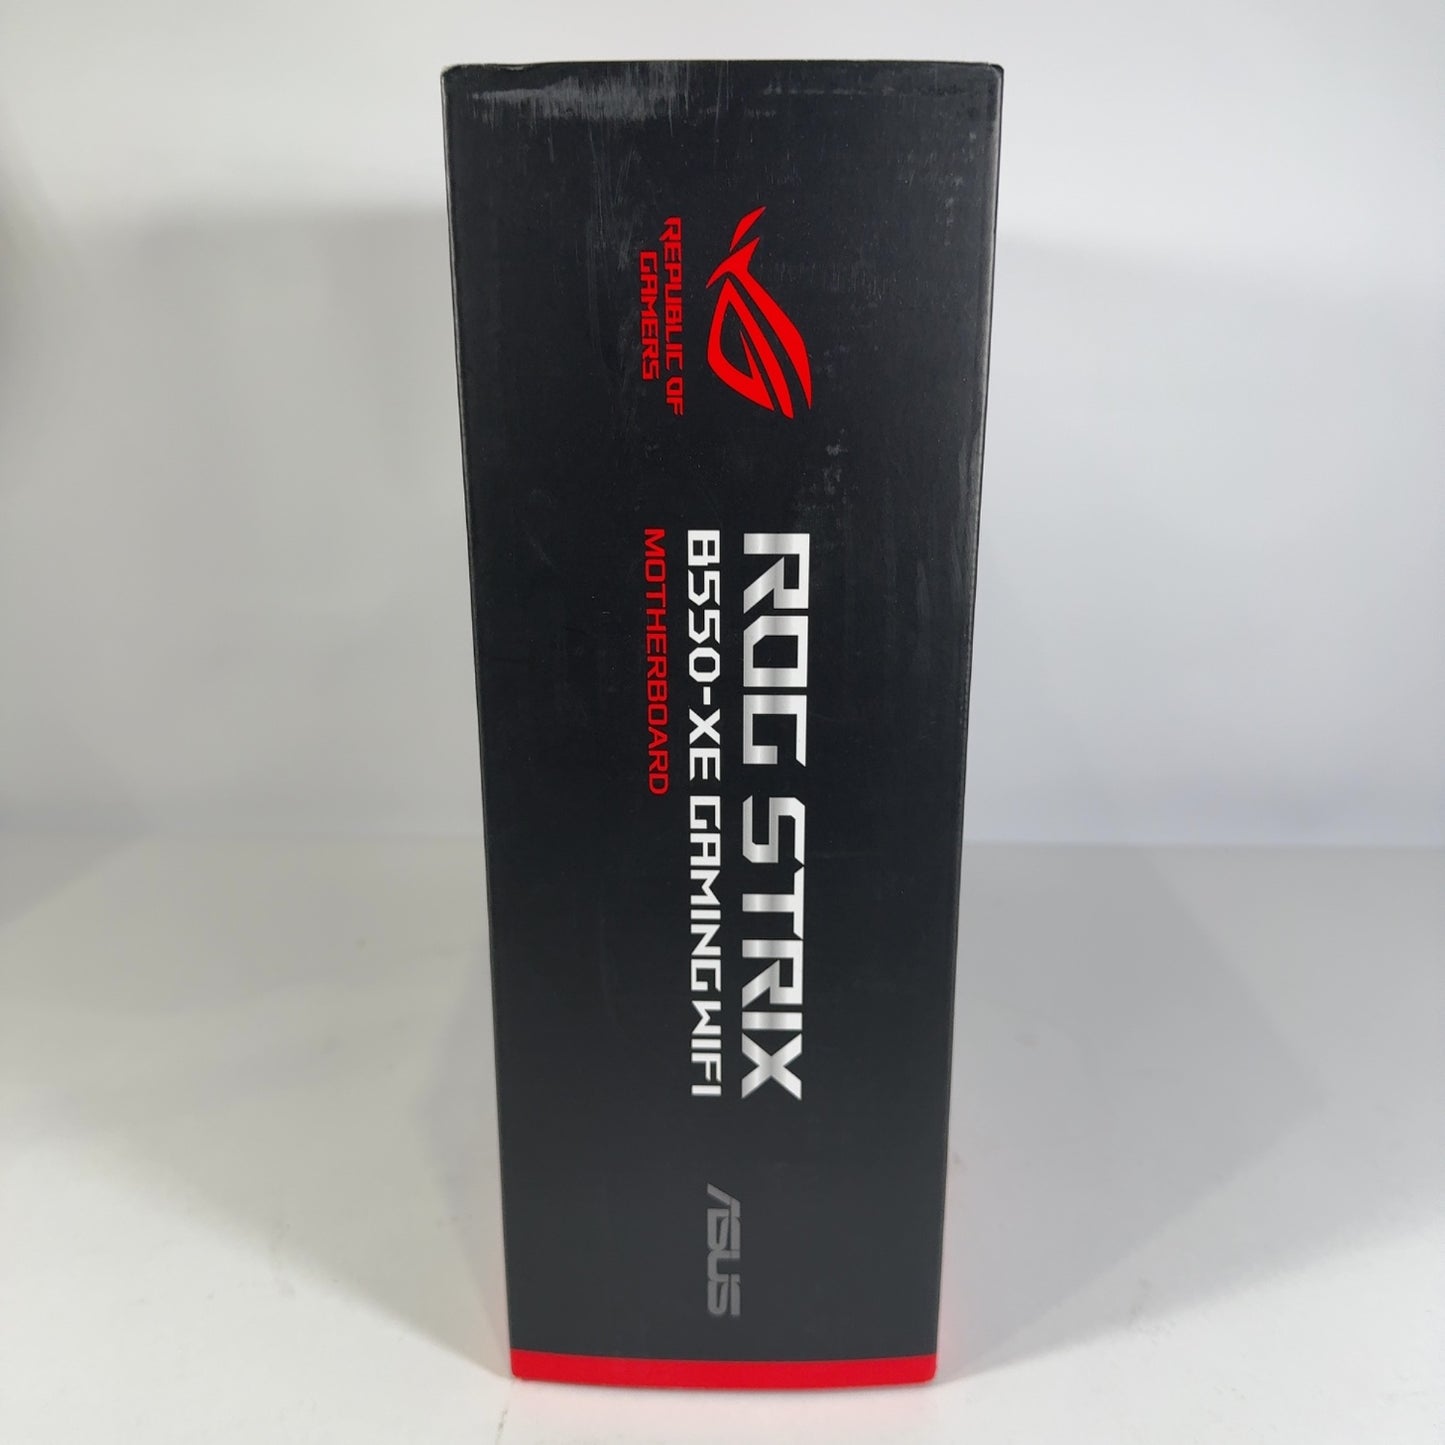 REPUBLIC OF
GAMERS
ROG STRIX
B550-XE GAMING WIFI
MOTHERBOARD
ASUS